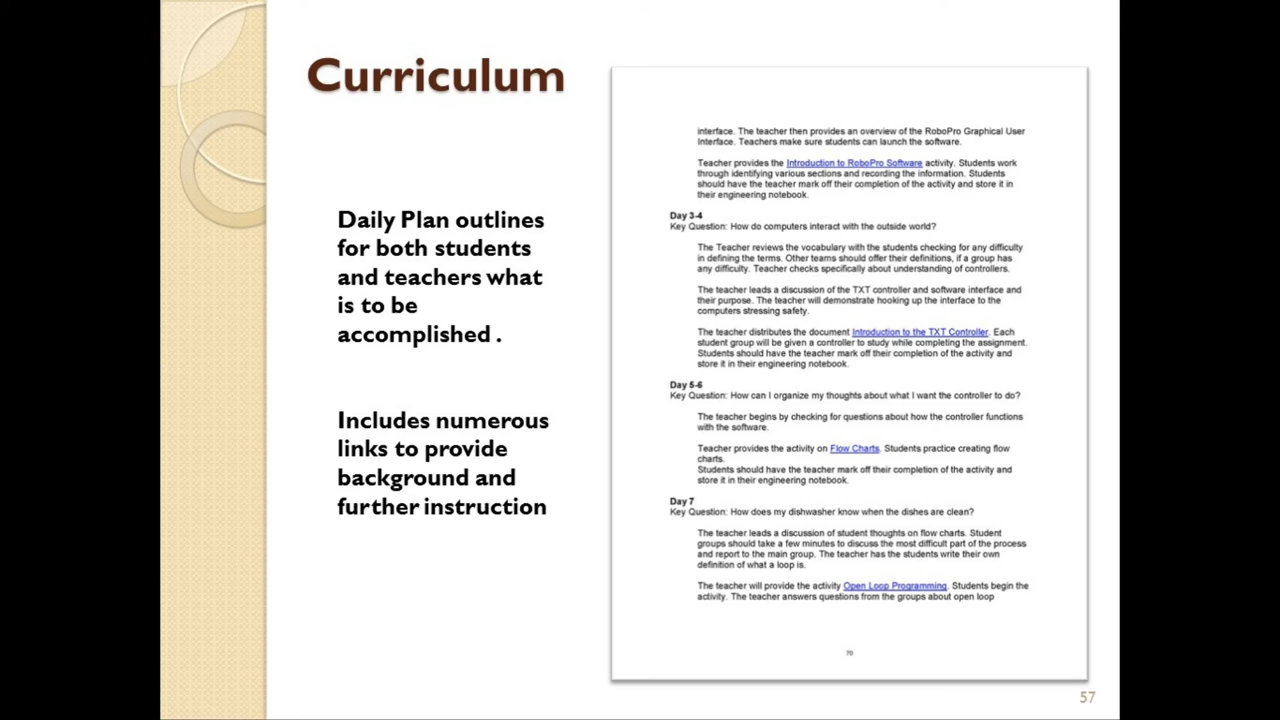 Curriculum
Daily Plan outlines
for both students
and teachers what
is to be
accomplished .
Includes numerous
links to provide
background and
further instruction
interface. The teacher then provides an overview of the RoboPro Graphical User
Interface. Teachers make sure students can launch the software.
Teacher provides the Introduction to RoboPro Software activity. Students work
through identifying various sections and recording the information. Students
should have the teacher mark off their completion of the activity and store it in
their engineering notebook.
Day 3-4
Key Question: How do computers interact with the outside world?
The Teacher reviews the vocabulary with the students checking for any difficulty
in defining the terms. Other teams should offer their definitions, if a group has
any difficulty. Teacher checks specifically about understanding of controllers.
The teacher leads a discussion of the TXT controller and software interface and
their purpose. The teacher will demonstrate hooking up the interface to the
computers stressing safety.
The teacher distributes the document Introduction to the TXT Controller. Each
student group will be given a controller to study while completing the assignment.
Students should have the teacher mark off their completion of the activity and
store it in their engineering notebook.
Day 5-6
Key Question: How can I organize my thoughts about what I want the controller to do?
The teacher begins by checking for questions about how the controller functions
with the software.
Teacher provides the activity on Flow Charts. Students practice creating flow
charts.
Students should have the teacher mark off their completion of the activity and
store it in their engineering notebook.
Day 7
Key Question: How does my dishwasher know when the dishes are clean?
The teacher leads a discussion of student thoughts on flow charts. Student
groups should take a few minutes to discuss the most difficult part of the process
and report to the main group. The teacher has the students write their own
definition of what a loop is.
The teacher will provide the activity Open Loop Programming. Students begin the
activity. The teacher answers questions from the groups about open loop
57